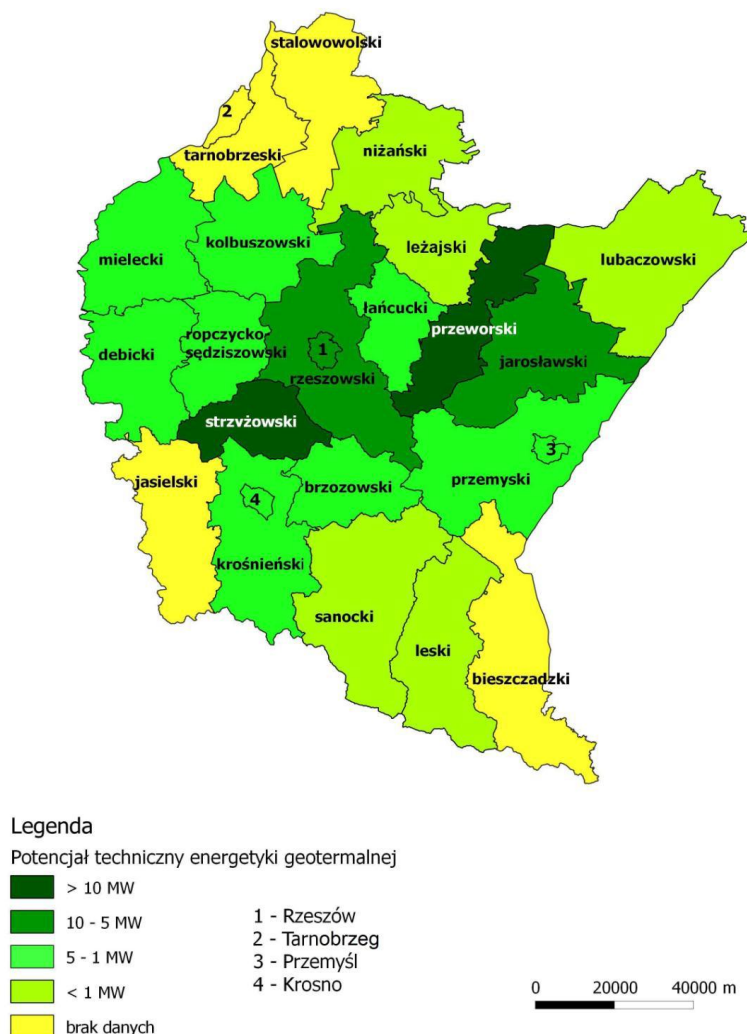 stalowowolski
2
tarnobrzeski
niżański
kolbuszowski
leżajski
mielecki
lubaczowski
łańcucki
ropczycko-
sędziszowski
przeworski
debicki
1
jarosławski
rzeszowski
strzvżowski
3
jasielski
brzozowski
przemyski
4
krośnieński
sanocki
leski
bieszczadzki
Legenda
Potencjał techniczny energetyki geotermalnej
> 10 MW
10 - 5 MW
5 - 1 MW
< 1 MW
brak danych
1 - Rzeszów
2 - Tarnobrzeg
3 - Przemyśl
4 - Krosno
0 20000 40000 m